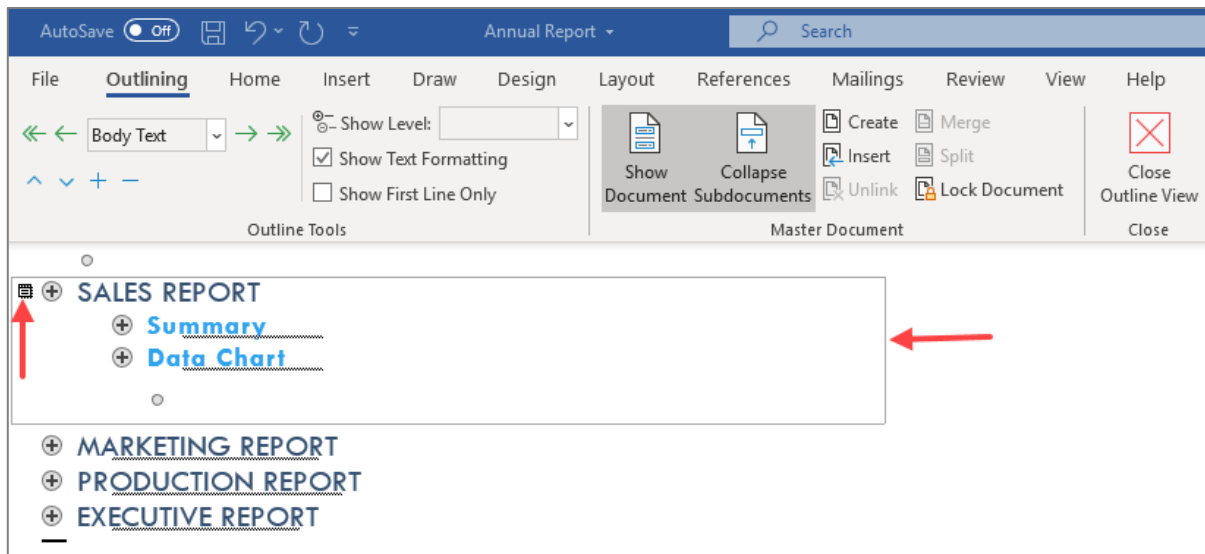 AutoSave Off Annual Report Search
File Outlining Home Insert Draw Design Layout References Mailings Review View Help
Body Text
Show Level:
Show Text Formatting
Show First Line Only
Outline Tools
Show Document
Collapse Subdocuments
Create
Insert
Unlink
Merge
Split
Lock Document
Master Document
Close Outline View
Close
SALES REPORT
Summary
Data Chart
MARKETING REPORT
PRODUCTION REPORT
EXECUTIVE REPORT